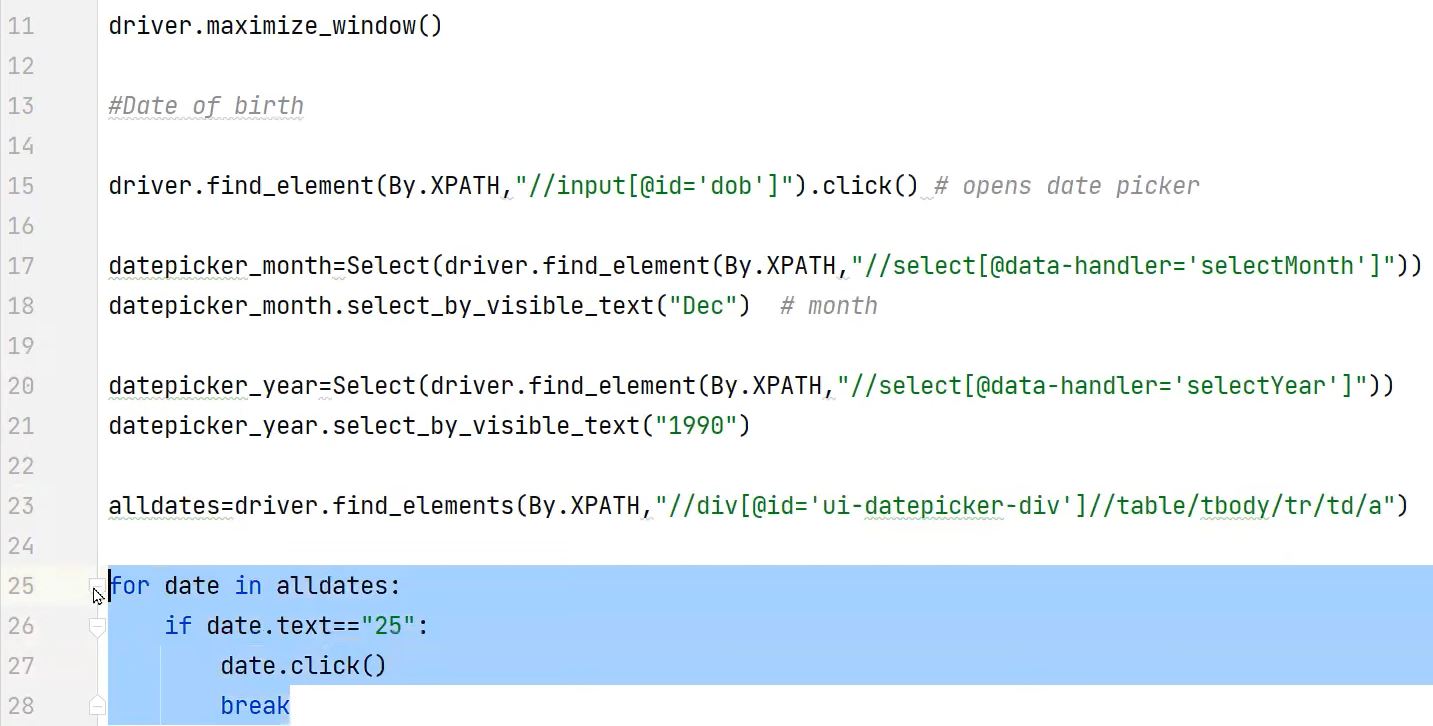 11 driver.maximize_window()
12
13 #Date of birth
14
15 driver.find_element(By.XPATH,"//input[@id='dob']").click() # opens date picker
16
17 datepicker_month=Select(driver.find_element(By.XPATH,"//select[@data-handler='selectMonth']"))
18 datepicker_month.select_by_visible_text("Dec")  # month
19
20 datepicker_year=Select(driver.find_element(By.XPATH,"//select[@data-handler='selectYear']"))
21 datepicker_year.select_by_visible_text("1990")
22
23 alldates=driver.find_elements(By.XPATH,"//div[@id='ui-datepicker-div']//table/tbody/tr/td/a")
24
25 for date in alldates:
26     if date.text=="25":
27         date.click()
28         break